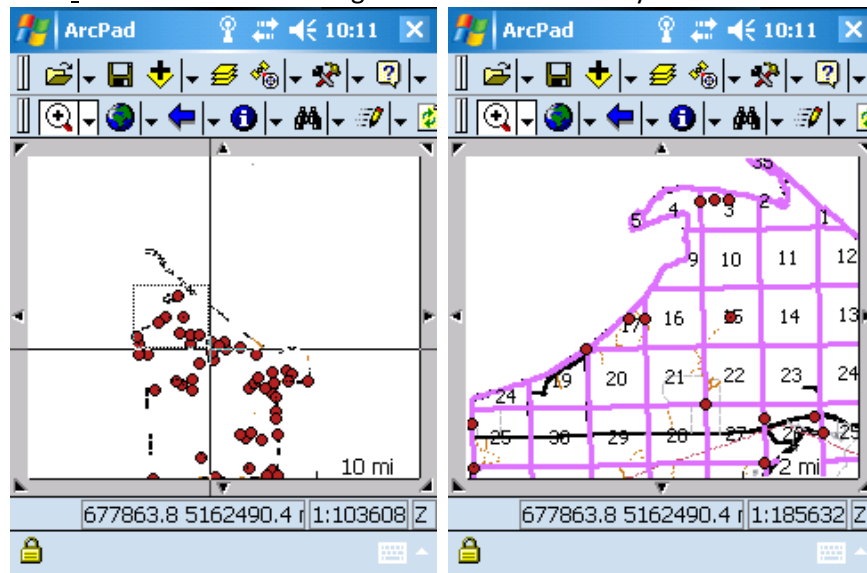 ArcPad 10:11
10 mi
677863.8 5162490.4 r 1:103608 Z
ArcPad 10:11
35
5 4 3 2 1
9 10 11 12
17 16 15 14 13
24 19 20 21 22 23 24
25 30 29 28 27 26 25
2 mi
677863.8 5162490.4 r 1:185632 Z